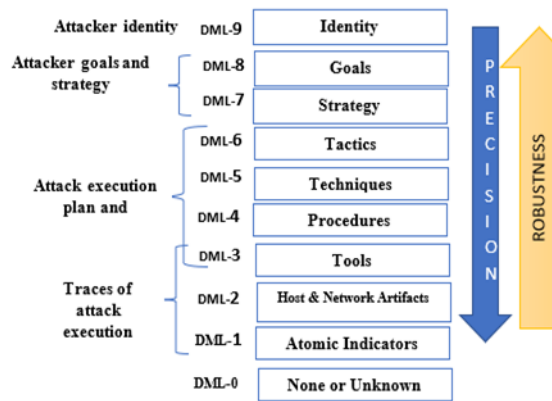 Attacker identity DML-9 Identity
Attacker goals and
strategy
DML-8 Goals
DML-7 Strategy
DML-6 Tactics
Attack execution
plan and
DML-5 Techniques
DML-4 Procedures
DML-3 Tools
Traces of
attack
execution
DML-2 Host & Network Artifacts
DML-1 Atomic Indicators
DML-0 None or Unknown
PRECISION
ROBUSTNESS